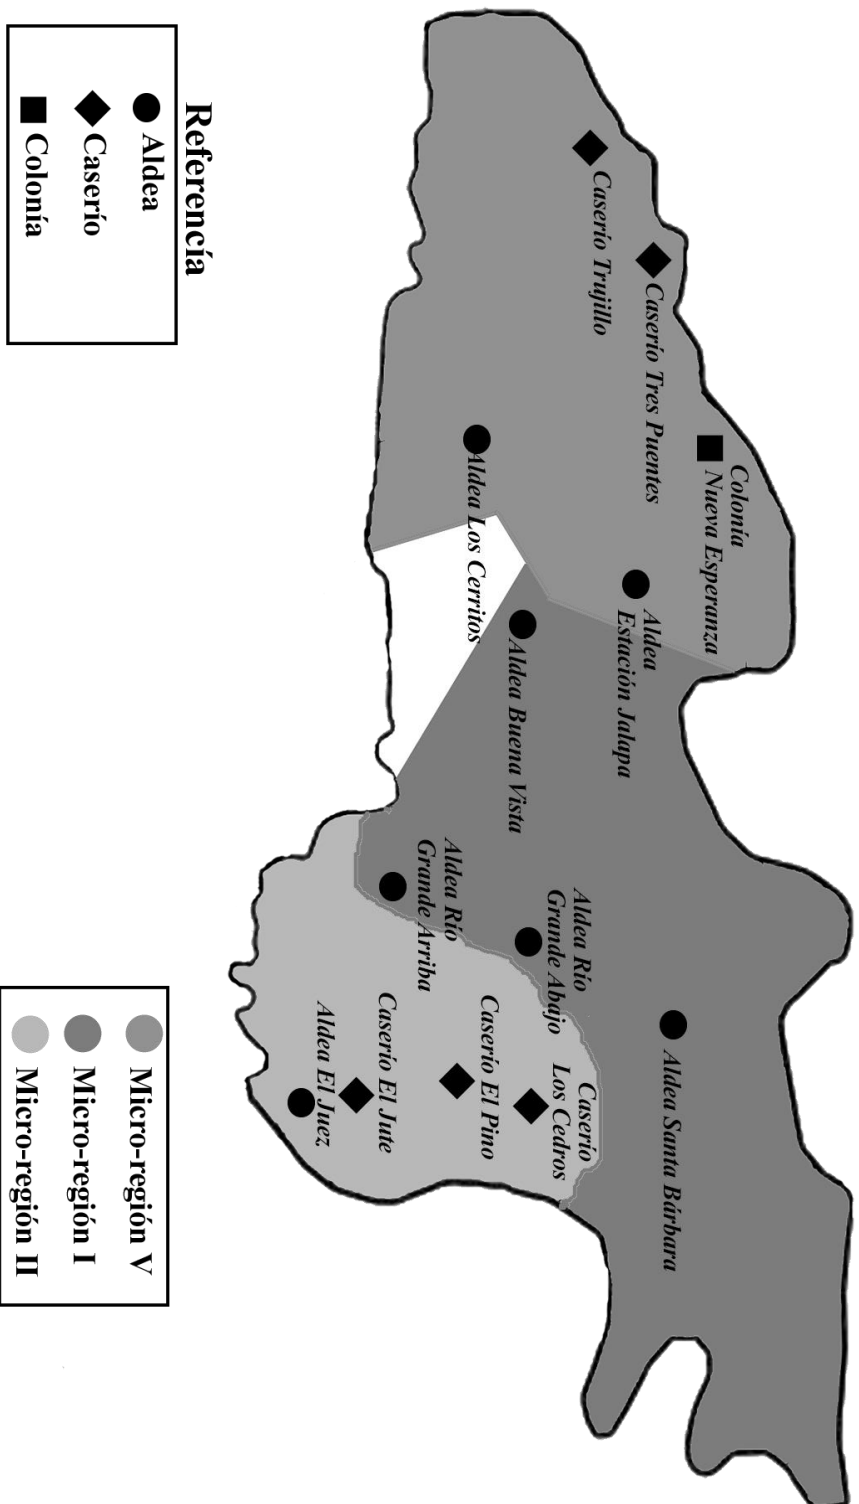 Colonía
Nueva Esperanza
Caserío Tres Puentes
Caserío Trujillo
Aldea
Estación Jalapa
Aldea Los Cerritos
Aldea Buena Vista
Aldea Santa Bárbara
Aldea Río
Grande Abajo
Aldea Río
Grande Arriba
Caserío
Los Cedros
Caserío El Pino
Caserío El Jute
Aldea El Juez
Referencía
Aldea
Caserío
Colonía
Micro-región V
Micro-región I
Micro-región II